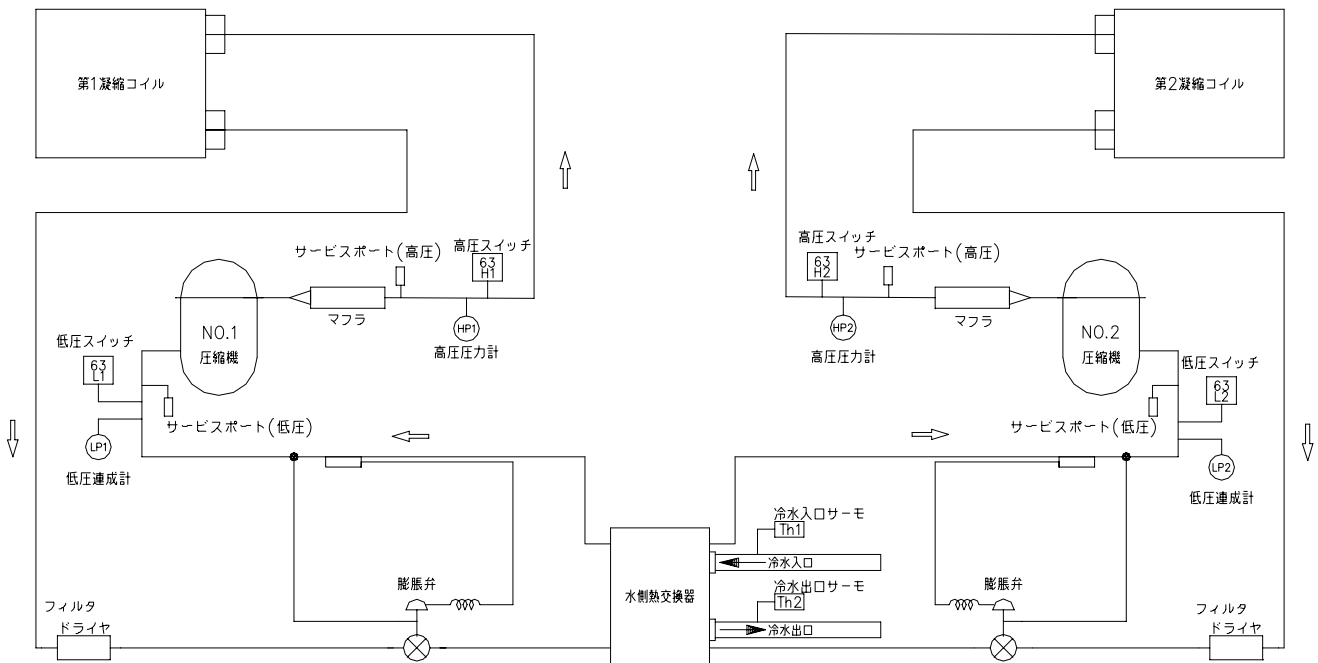 第1凝縮コイル
第2凝縮コイル
サービスポート(高圧)
高圧スイッチ
63
H1
高圧スイッチ
63
H2
サービスポート(高圧)
マフラ
HP1
高圧圧力計
HP2
高圧圧力計
マフラ
NO.1
圧縮機
NO.2
圧縮機
低圧スイッチ
63
L1
低圧スイッチ
63
L2
サービスポート(低圧)
サービスポート(低圧)
LP1
低圧連成計
LP2
低圧連成計
冷水入口サーモ
Th1
冷水入口
冷水出口サーモ
Th2
冷水出口
水側熱交換器
膨脹弁
膨脹弁
フィルタ
ドライヤ
フィルタ
ドライヤ